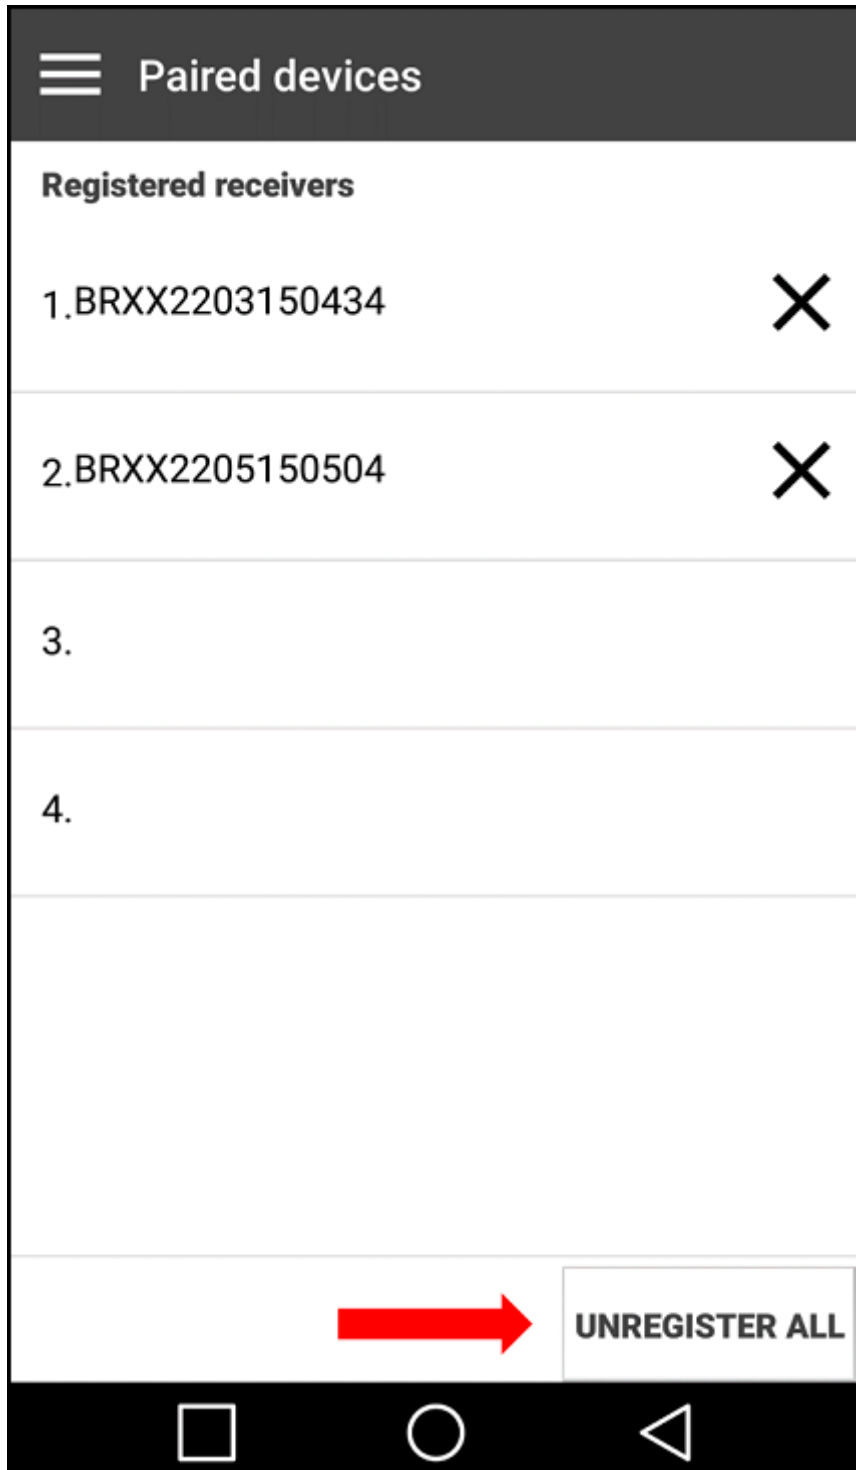 Paired devices
Registered receivers
1.BRXX2203150434
2.BRXX2205150504
3.
4.
UNREGISTER ALL